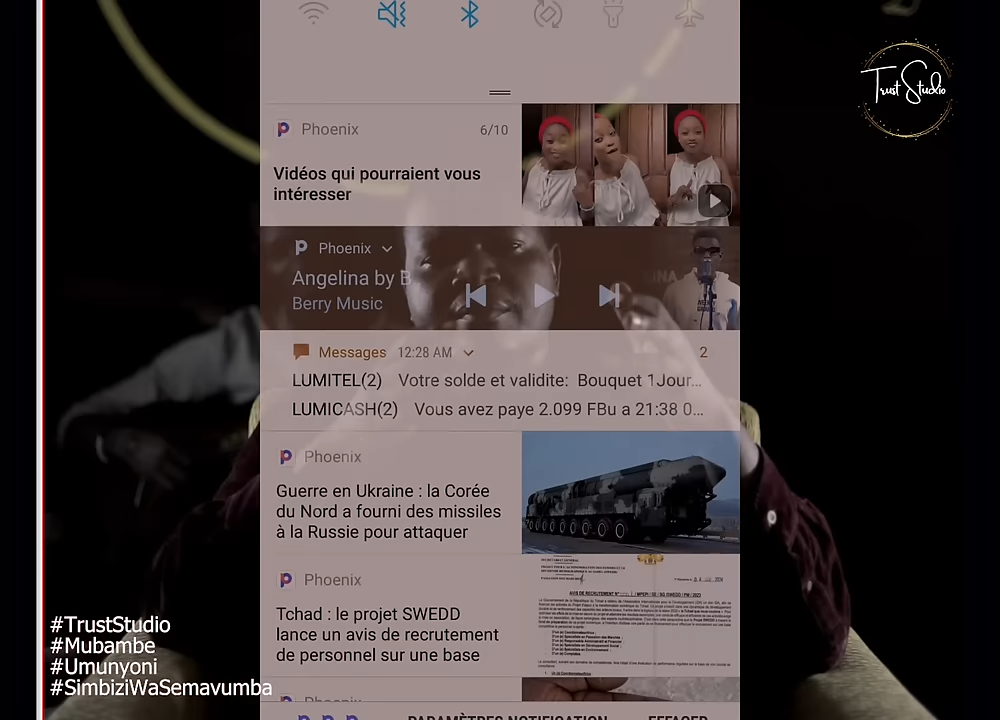 Trust Studio
Phoenix
6/10
Vidéos qui pourraient vous
intéresser
Phoenix
Angelina by B
Berry Music
Messages 12:28 AM
2
LUMITEL(2) Votre solde et validite: Bouquet 1Jour...
LUMICASH(2) Vous avez paye 2.099 FBu a 21:38 0...
Phoenix
Guerre en Ukraine : la Corée
du Nord a fourni des missiles
à la Russie pour attaquer
Phoenix
Tchad : le projet SWEDD
lance un avis de recrutement
de personnel sur une base
Phoenix
PARAMÈTRES NOTIFICATION
EFFACER
#TrustStudio
#Mubambe
#Umunyoni
#SimbiziWaSemavumba